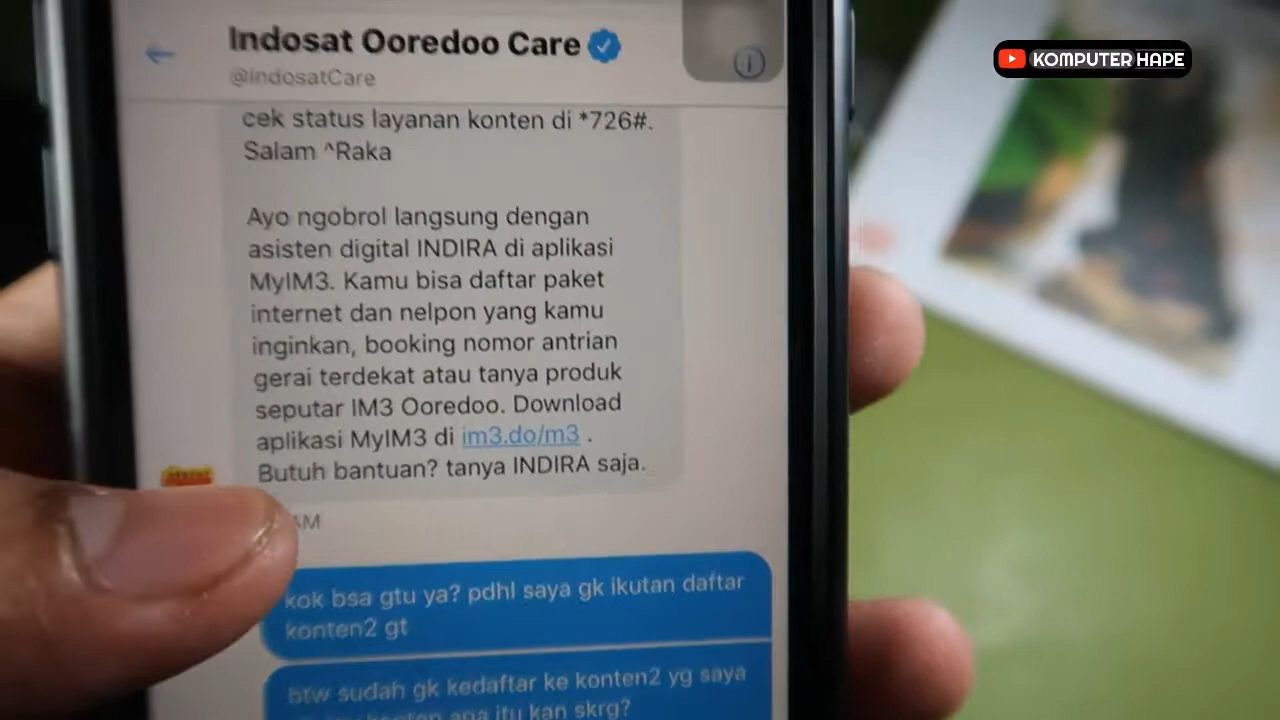 Indosat Ooredoo Care
@IndosatCare
KOMPUTER HAPE
cek status layanan konten di *726#.
Salam ^Raka
Ayo ngobrol langsung dengan
asisten digital INDIRA di aplikasi
MyIM3. Kamu bisa daftar paket
internet dan nelpon yang kamu
inginkan, booking nomor antrian
gerai terdekat atau tanya produk
seputar IM3 Ooredoo. Download
aplikasi MyIM3 di im3.do/m3 .
Butuh bantuan? tanya INDIRA saja.
AM
kok bsa gtu ya? pdhl saya gk ikutan daftar
konten2 gt
btw sudah gk kedaftar ke konten2 yg saya
apa itu kan skrg?